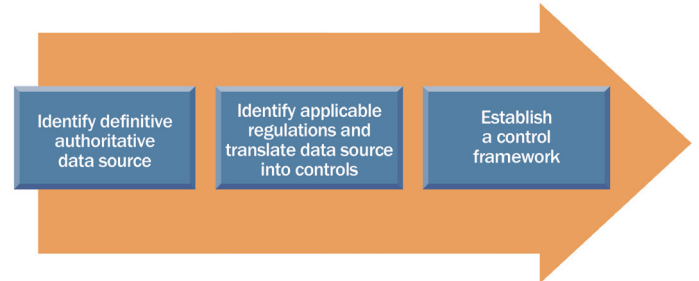 Identify definitive
authoritative
data source
Identify applicable
regulations and
translate data source
into controls
Establish
a control
framework